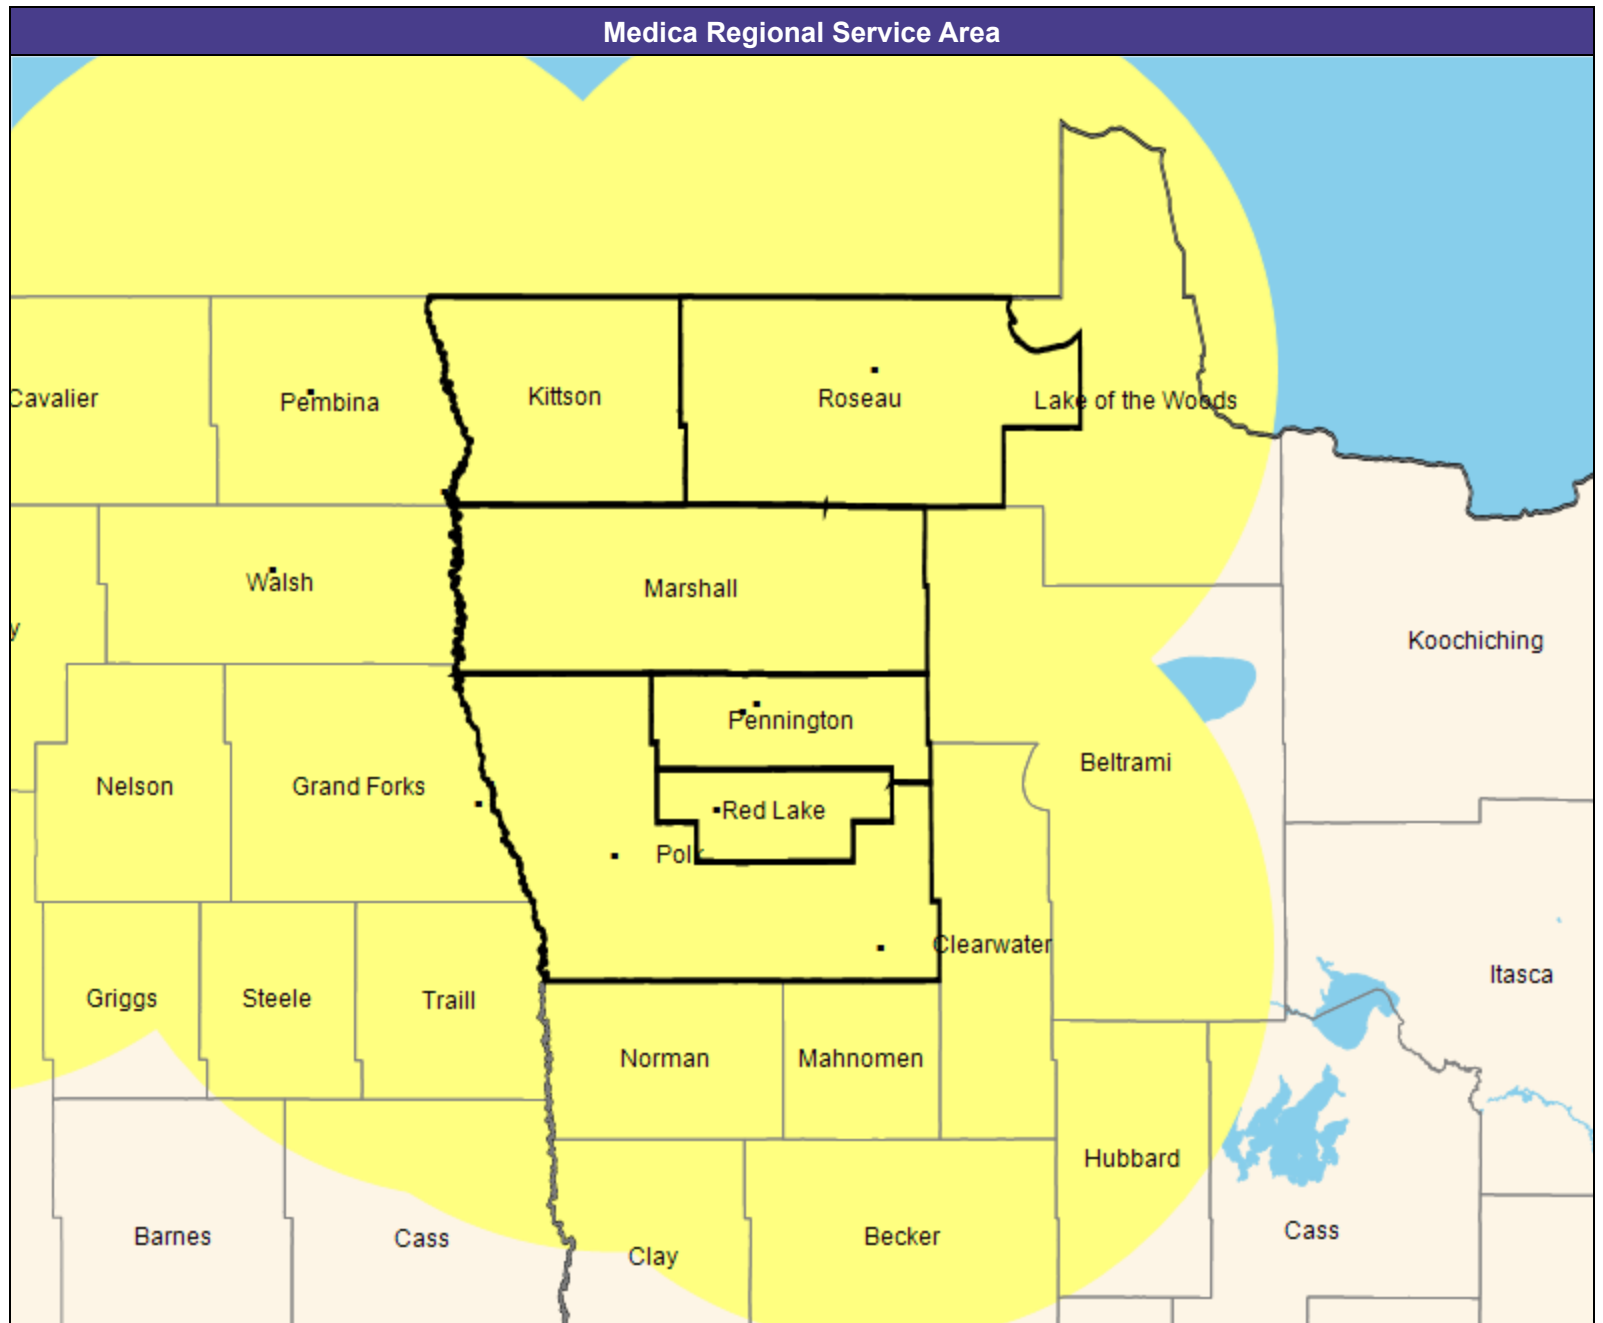 Medica Regional Service Area
Cavalier
Pembina
Kittson
Roseau
Lake of the Woods
Walsh
Marshall
y
Koochiching
Pennington
Beltrami
Nelson
Grand Forks
Red Lake
Polk
Clearwater
Griggs
Steele
Traill
Itasca
Norman
Mahnomen
Hubbard
Barnes
Cass
Clay
Becker
Cass